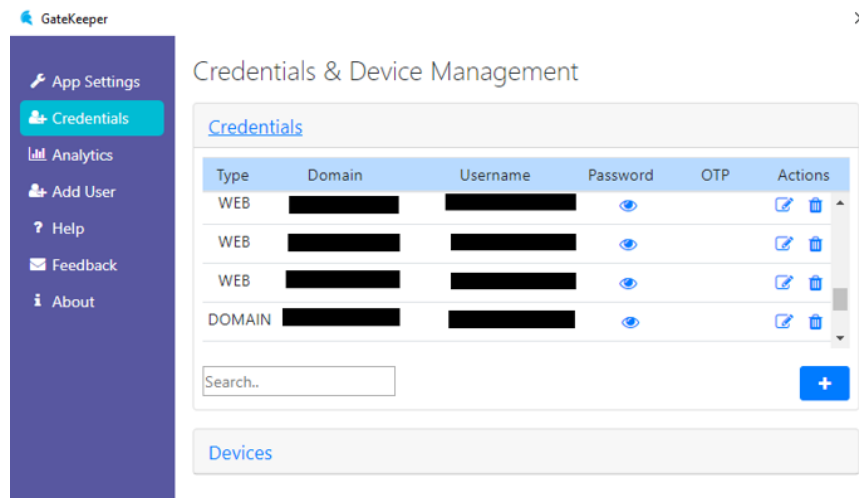 GateKeeper
App Settings
Credentials
Analytics
Add User
? Help
Feedback
i About
Credentials & Device Management
Credentials
Type Domain Username Password OTP Actions
WEB
WEB
WEB
DOMAIN
Search..
+
Devices